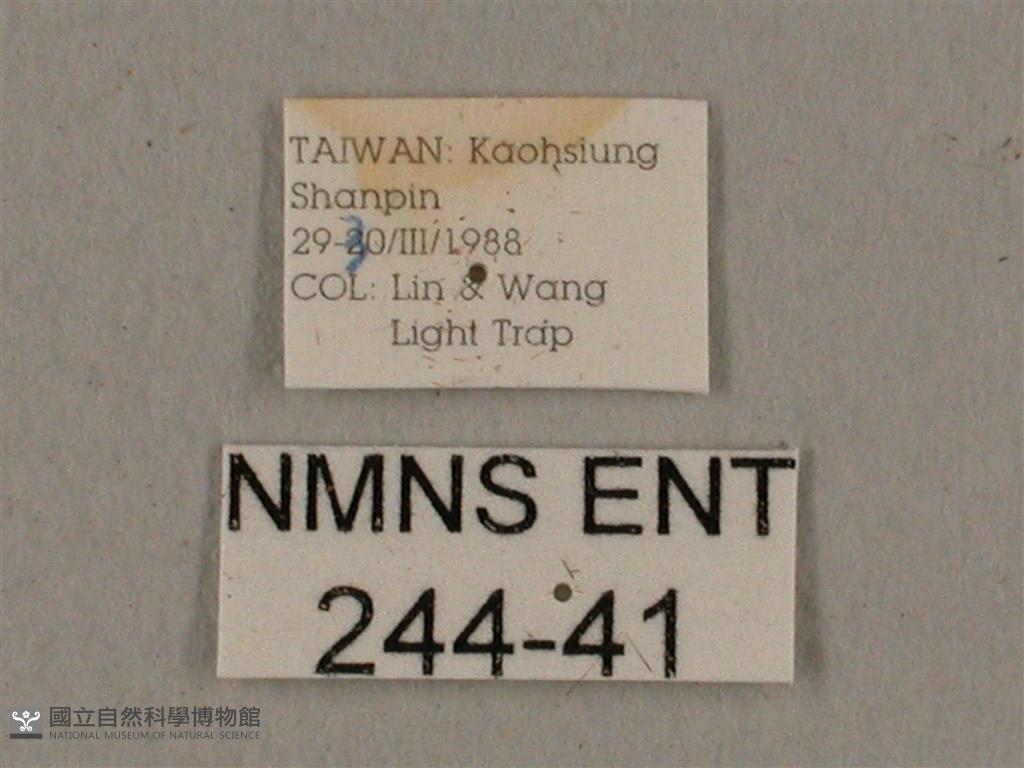 TAIWAN: Kaohsiung
Shanpin
29-30/III/1988
COL: Lin & Wang
Light Trap
NMNS ENT
244-41
國立自然科學博物館
NATIONAL MUSEUM OF NATURAL SCIENCE